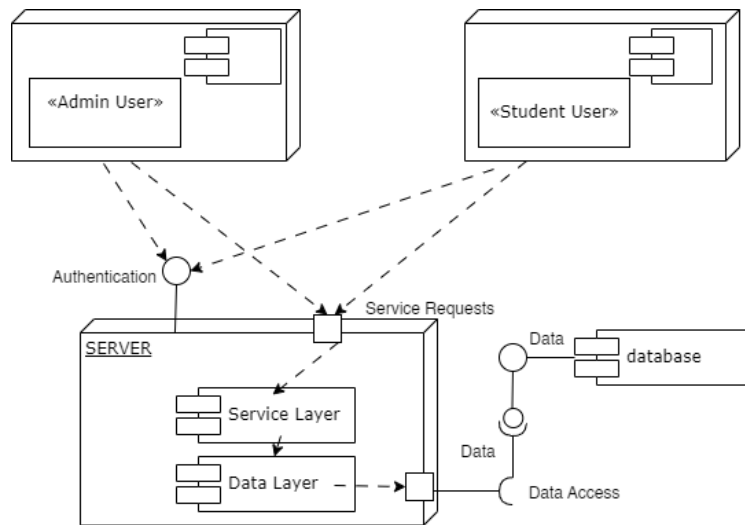 «Admin User»
«Student User»
Authentication
Service Requests
SERVER
Data
database
Service Layer
Data
Data Layer
Data Access